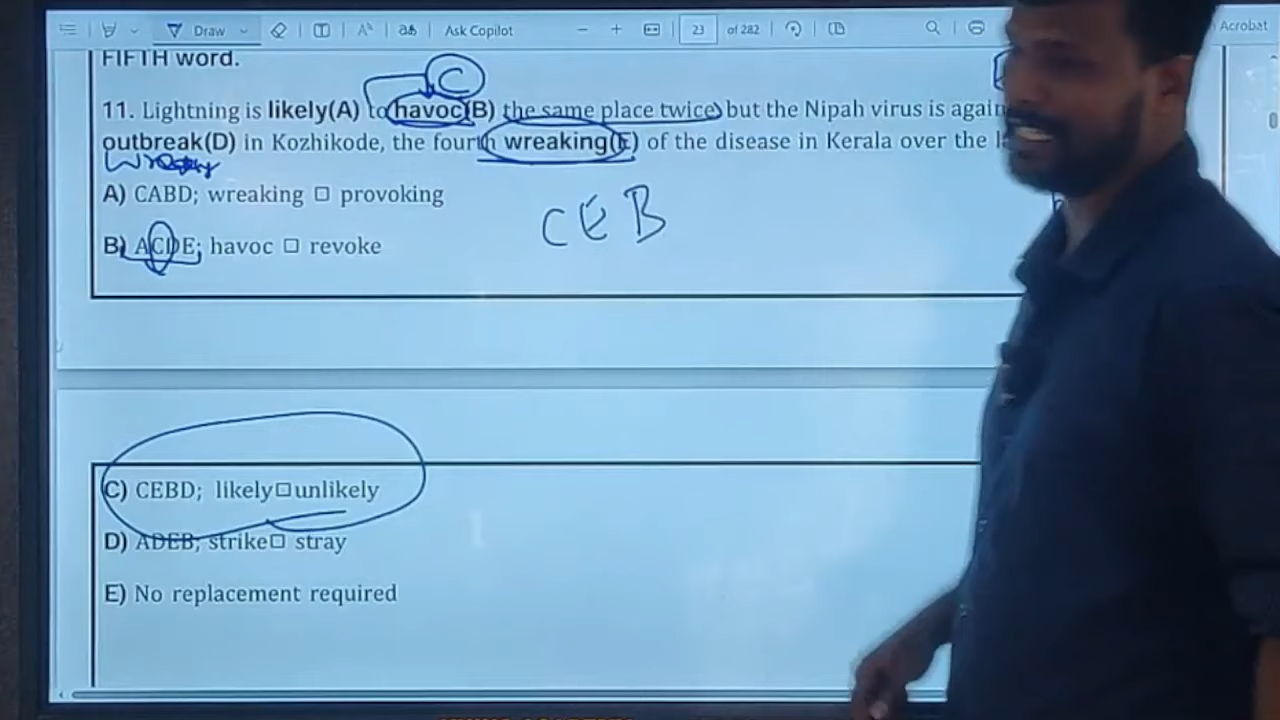 Draw
Ask Copilot
23 of 282
Acrobat
FIFTH word.
C
11. Lightning is likely(A) to havoc(B) the same place twice) but the Nipah virus is again
outbreak(D) in Kozhikode, the fourth wreaking(E) of the disease in Kerala over the
A) CABD; wreaking □ provoking
CEB
B) ACDE; havoc □ revoke
C) CEBD; likely□unlikely
D) ADEB; strike□ stray
E) No replacement required